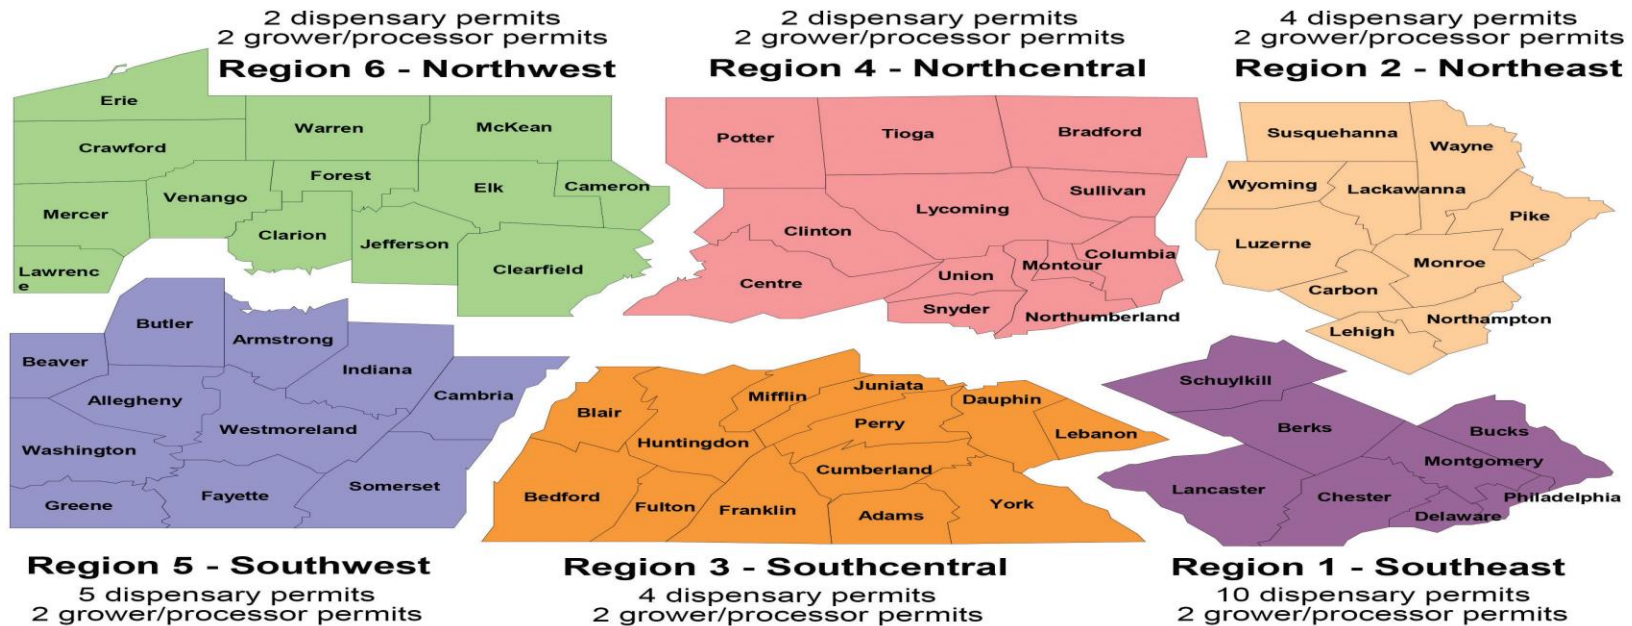 2 dispensary permits
2 grower/processor permits
Region 6 - Northwest
Erie
Crawford
Warren
McKean
Mercer
Venango
Forest
Elk
Cameron
Clarion
Jefferson
Clearfield
Lawrenc
e
2 dispensary permits
2 grower/processor permits
Region 4 - Northcentral
Potter
Tioga
Bradford
Sullivan
Lycoming
Clinton
Centre
Union
Montour
Columbia
Snyder
Northumberland
4 dispensary permits
2 grower/processor permits
Region 2 - Northeast
Susquehanna
Wayne
Wyoming
Lackawanna
Pike
Luzerne
Monroe
Carbon
Lehigh
Northampton
Butler
Armstrong
Beaver
Indiana
Allegheny
Cambria
Westmoreland
Washington
Somerset
Fayette
Greene
Region 5 - Southwest
5 dispensary permits
2 grower/processor permits
Blair
Mifflin
Juniata
Dauphin
Huntingdon
Perry
Lebanon
Cumberland
Bedford
Fulton
Franklin
Adams
York
Region 3 - Southcentral
4 dispensary permits
2 grower/processor permits
Schuylkill
Berks
Bucks
Montgomery
Lancaster
Chester
Philadelphia
Delaware
Region 1 - Southeast
10 dispensary permits
2 grower/processor permits